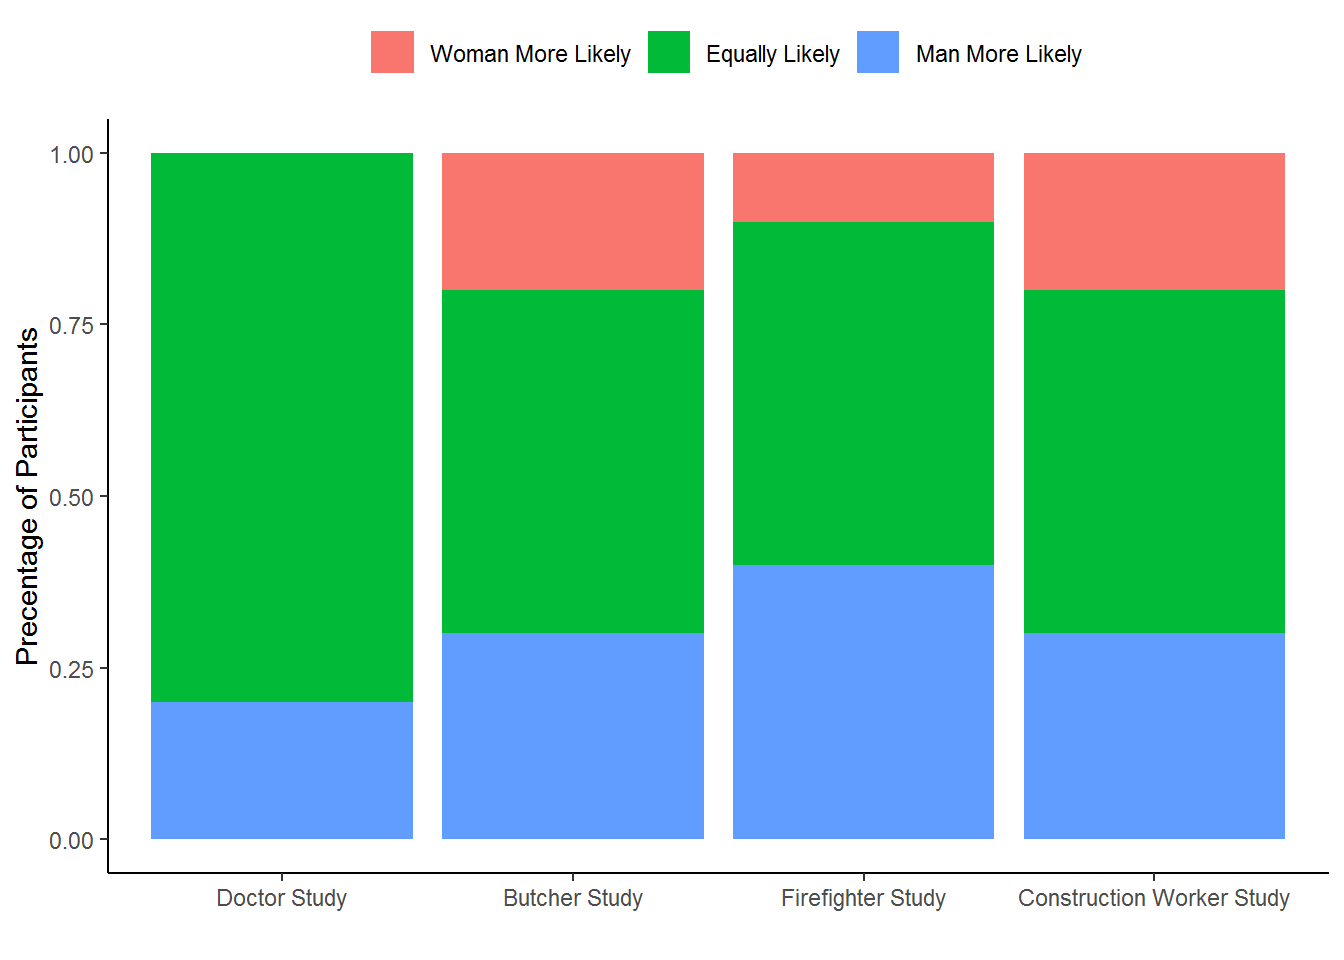 Woman More Likely Equally Likely Man More Likely
Precentage of Participants
1.00
0.75
0.50
0.25
0.00
Doctor Study Butcher Study Firefighter Study Construction Worker Study